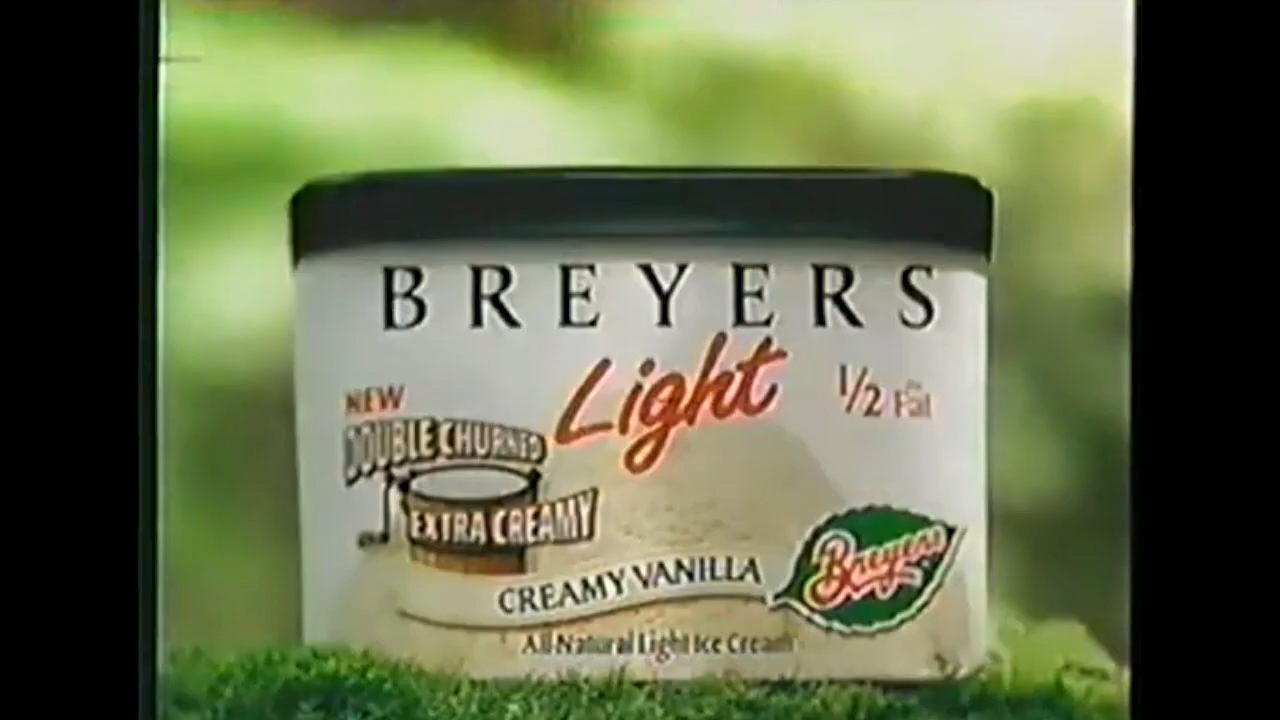 BREYERS
Light
1/2 Fat
NEW
DOUBLE CHURNED
EXTRA CREAMY
CREAMY VANILLA
Breyers
All Natural Light Ice Cream